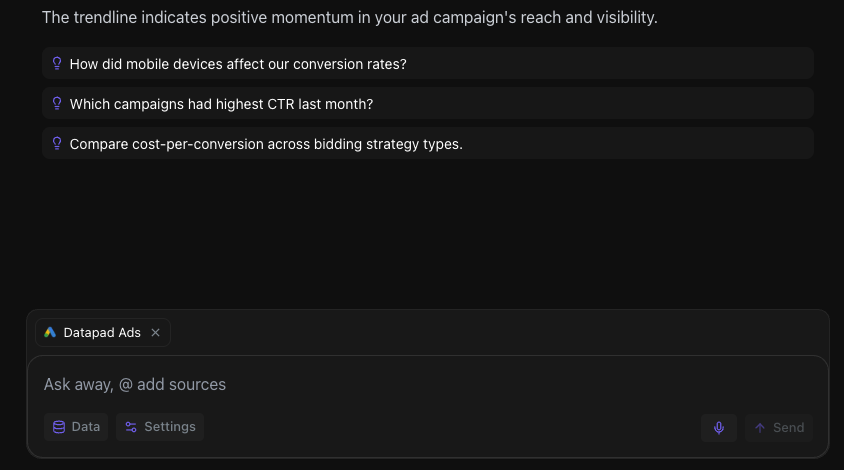 The trendline indicates positive momentum in your ad campaign's reach and visibility.
How did mobile devices affect our conversion rates?
Which campaigns had highest CTR last month?
Compare cost-per-conversion across bidding strategy types.
Datapad Ads
Ask away, @ add sources
Data Settings Send